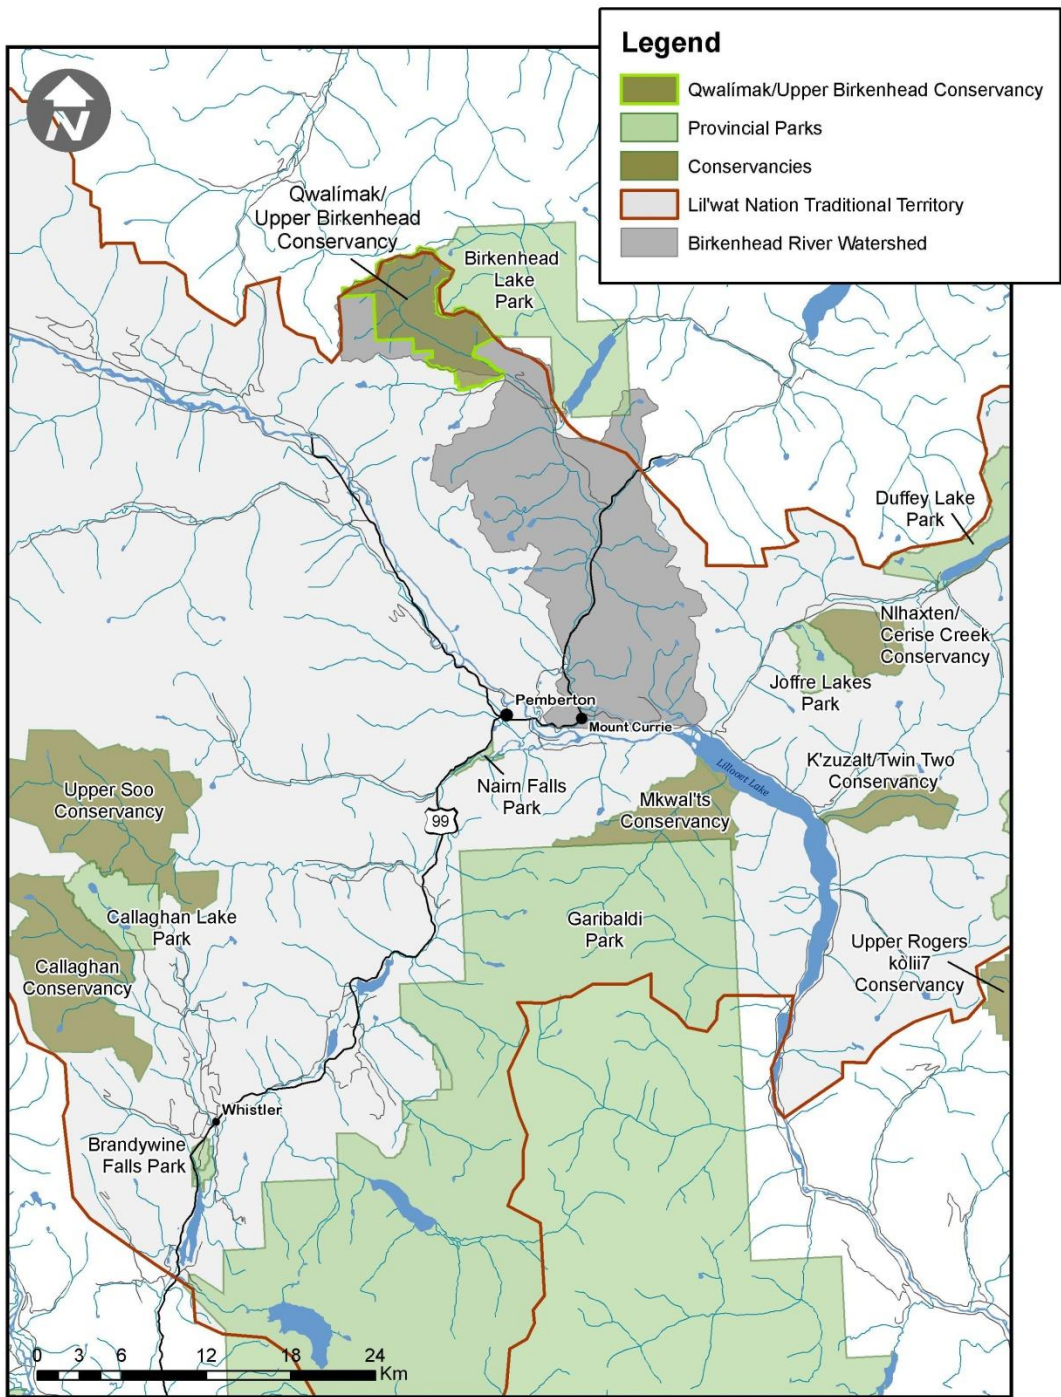 Legend
Qwalímak/Upper Birkenhead Conservancy
Provincial Parks
Conservancies
Lil'wat Nation Traditional Territory
Birkenhead River Watershed
N
Qwalímak/
Upper Birkenhead
Conservancy
Birkenhead
Lake
Park
Duffey Lake
Park
Nlhaxten/
Cerise Creek
Conservancy
Joffre Lakes
Park
Pemberton
Mount Currie
Lillooet Lake
K'zuzalt/Twin Two
Conservancy
Nairn Falls
Park
Mkwal'ts
Conservancy
99
Upper Soo
Conservancy
Callaghan Lake
Park
Callaghan
Conservancy
Garibaldi
Park
Upper Rogers
kòlii7
Conservancy
Whistler
Brandywine
Falls Park
0 3 6 12 18 24
Km